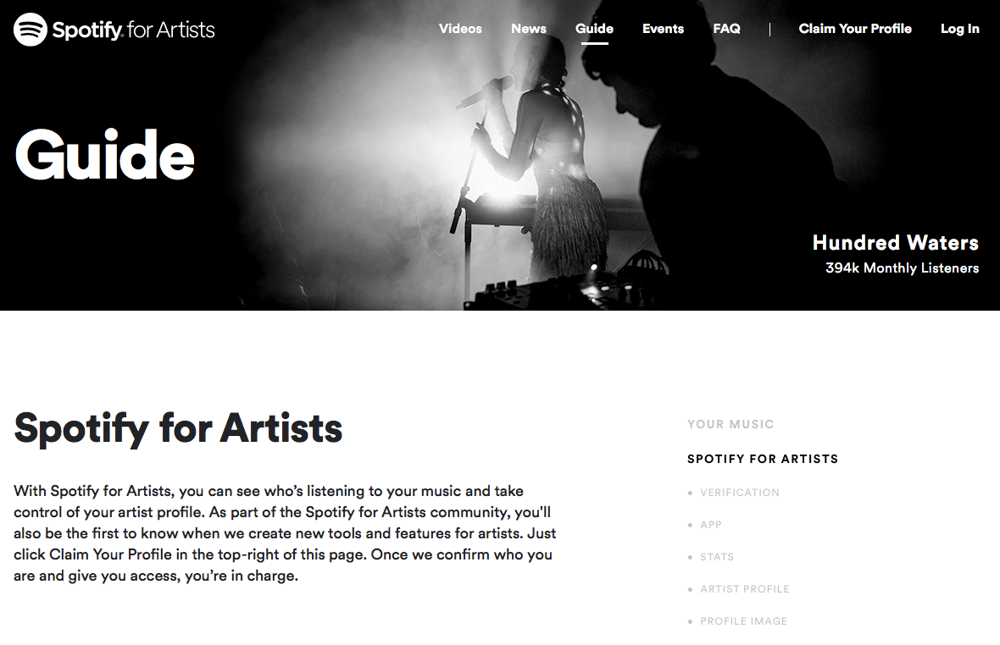 Spotify for Artists
Videos News Guide Events FAQ | Claim Your Profile Log In
Guide
Hundred Waters
394k Monthly Listeners
Spotify for Artists
With Spotify for Artists, you can see who’s listening to your music and take
control of your artist profile. As part of the Spotify for Artists community, you'll
also be the first to know when we create new tools and features for artists. Just
click Claim Your Profile in the top-right of this page. Once we confirm who you
are and give you access, you’re in charge.
YOUR MUSIC
SPOTIFY FOR ARTISTS
• VERIFICATION
• APP
• STATS
• ARTIST PROFILE
• PROFILE IMAGE